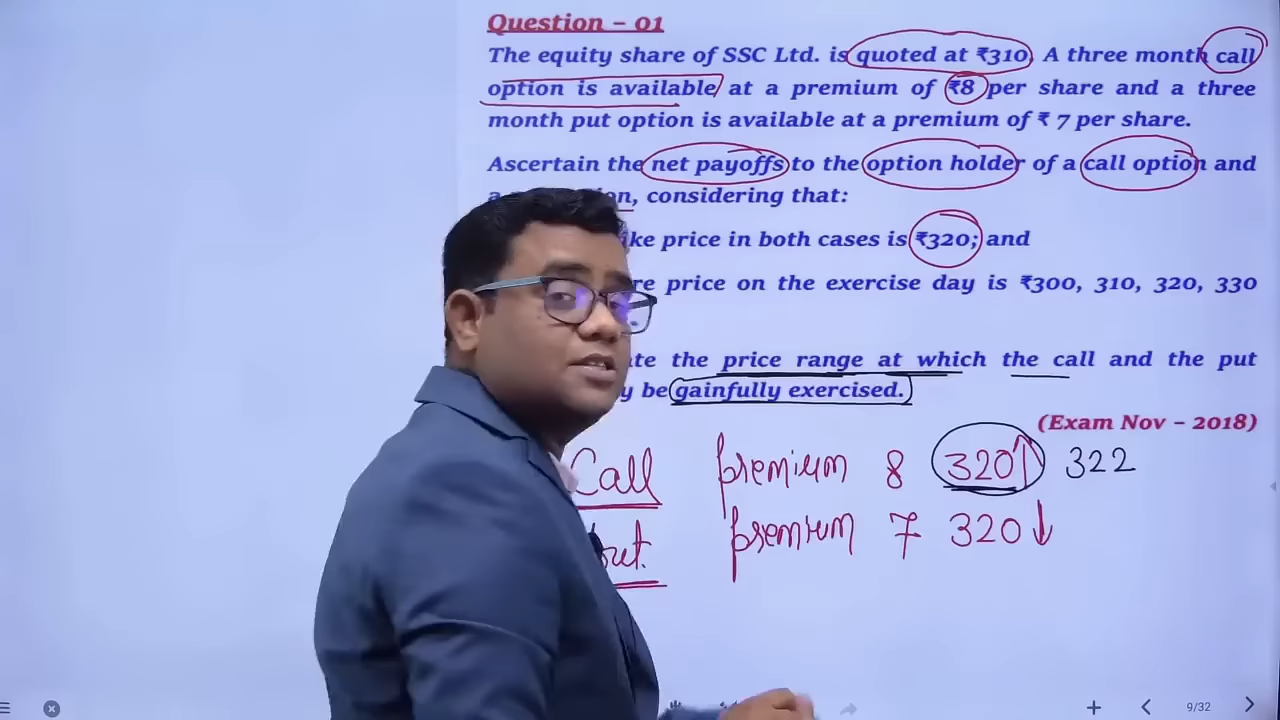 Question – 01
The equity share of SSC Ltd. is quoted at ₹310. A three month call
option is available at a premium of ₹8 per share and a three
month put option is available at a premium of ₹ 7 per share.
Ascertain the net payoffs to the option holder of a call option and
considering that:
price in both cases is ₹320; and
price on the exercise day is ₹300, 310, 320, 330
the price range at which the call and the put
be gainfully exercised.
(Exam Nov – 2018)
Call premium 8 320↑ 322
premium 7 320↓
9/32